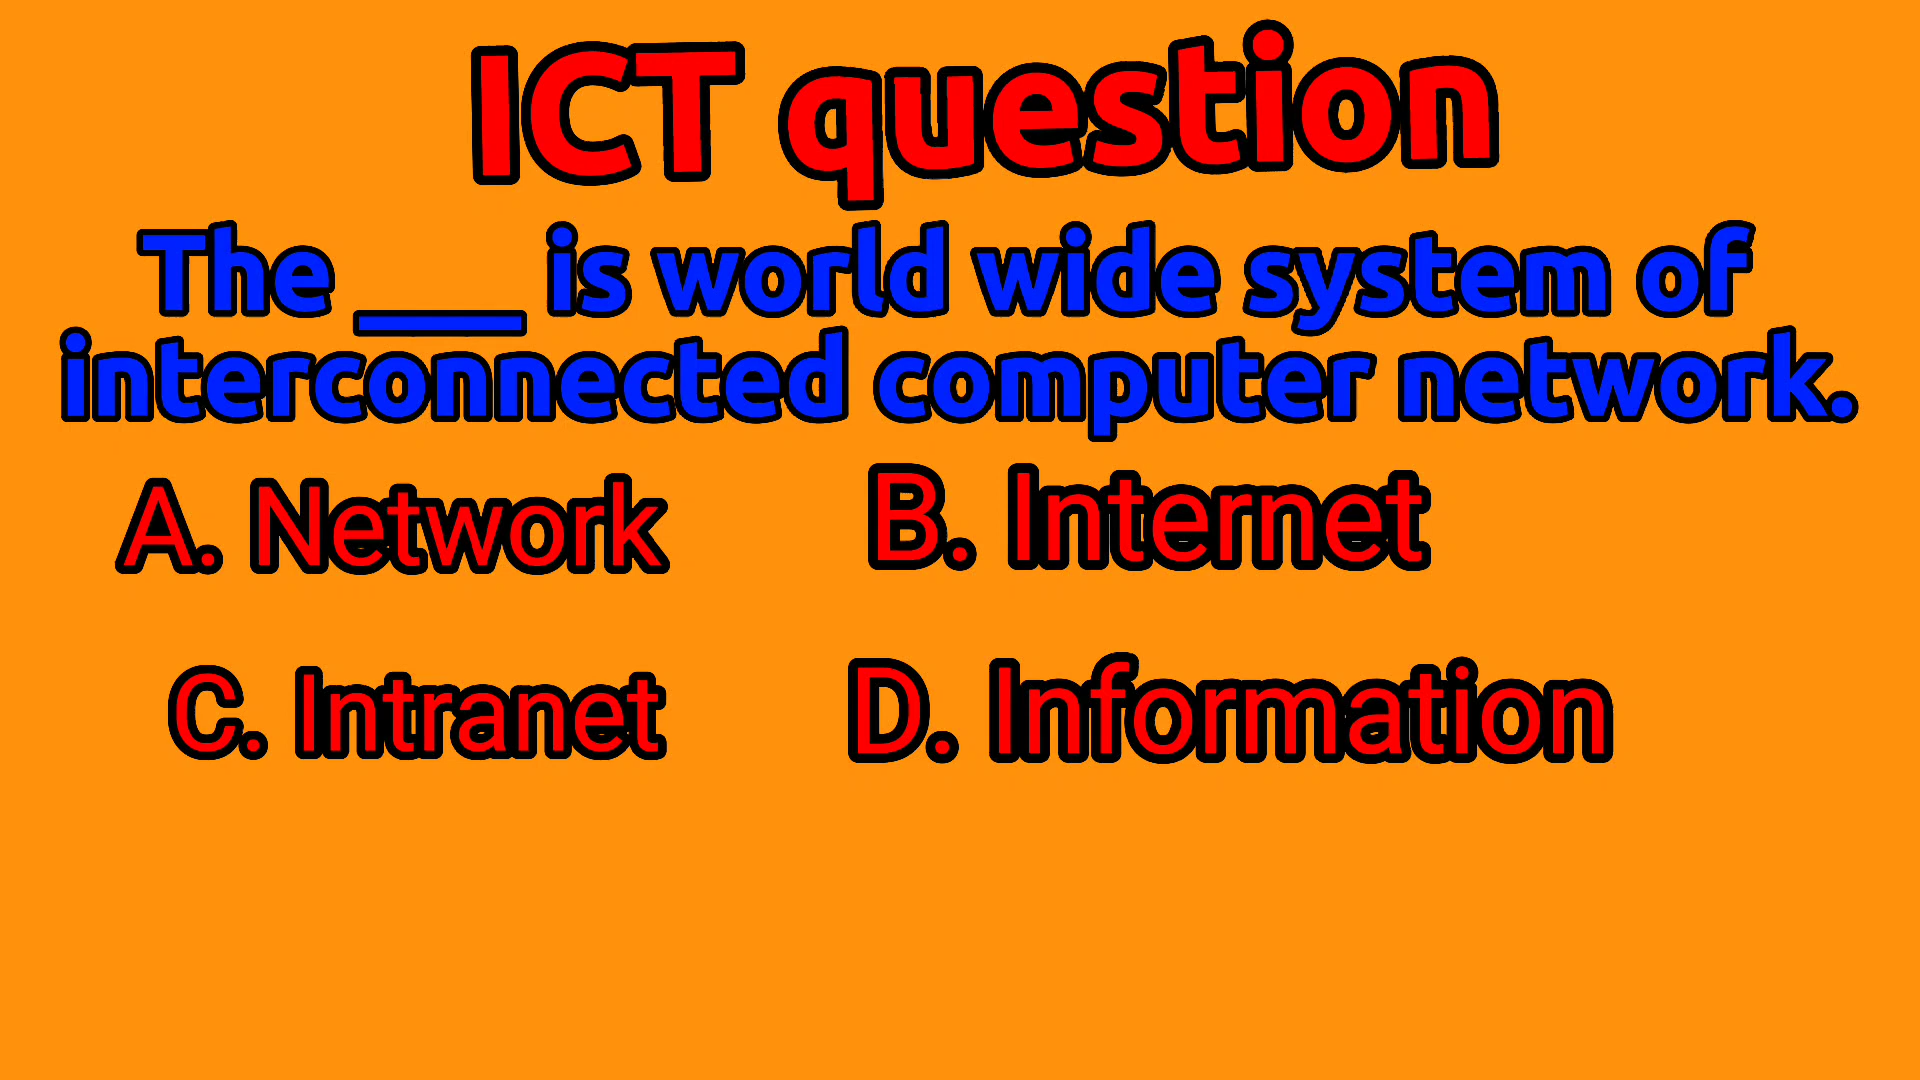 ICT question
The ___ is world wide system of
interconnected computer network.
A. Network B. Internet
C. Intranet D. Information